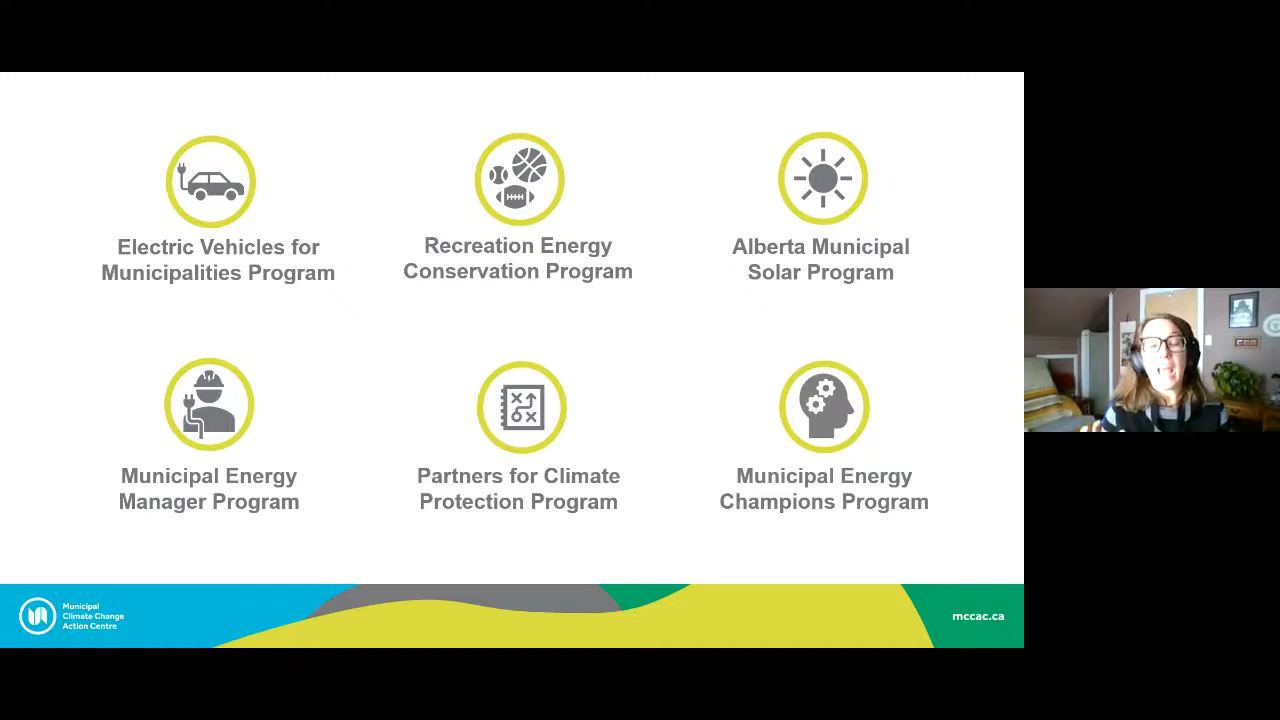 Electric Vehicles for
Municipalities Program
Recreation Energy
Conservation Program
Alberta Municipal
Solar Program
Municipal Energy
Manager Program
Partners for Climate
Protection Program
Municipal Energy
Champions Program
Municipal
Climate Change
Action Centre
mccac.ca